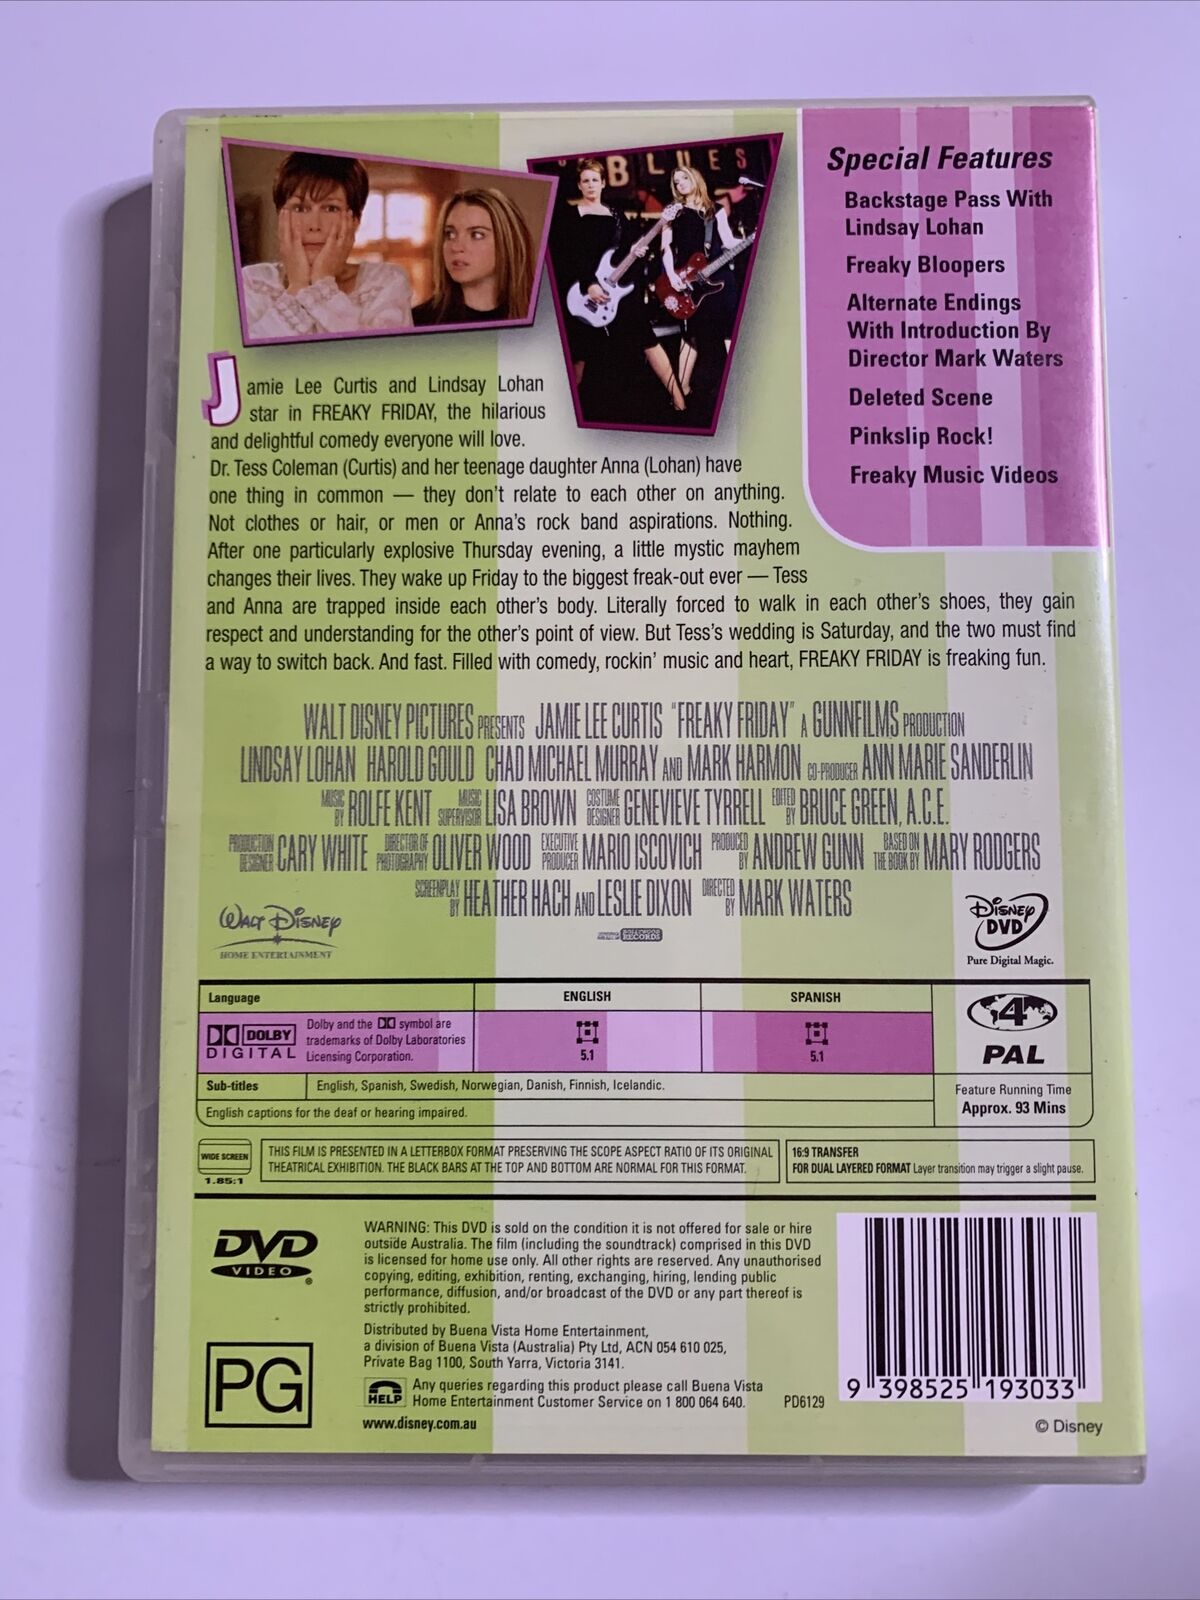 BLUES
Special Features
Backstage Pass With
Lindsay Lohan
Freaky Bloopers
Alternate Endings
With Introduction By
Director Mark Waters
Deleted Scene
Pinkslip Rock!
Freaky Music Videos
Jamie Lee Curtis and Lindsay Lohan
star in FREAKY FRIDAY, the hilarious
and delightful comedy everyone will love.
Dr. Tess Coleman (Curtis) and her teenage daughter Anna (Lohan) have
one thing in common — they don't relate to each other on anything.
Not clothes or hair, or men or Anna's rock band aspirations. Nothing.
After one particularly explosive Thursday evening, a little mystic mayhem
changes their lives. They wake up Friday to the biggest freak-out ever — Tess
and Anna are trapped inside each other's body. Literally forced to walk in each other's shoes, they gain
respect and understanding for the other's point of view. But Tess's wedding is Saturday, and the two must find
a way to switch back. And fast. Filled with comedy, rockin' music and heart, FREAKY FRIDAY is freaking fun.
WALT DISNEY PICTURES PRESENTS JAMIE LEE CURTIS "FREAKY FRIDAY" A GUNNFILMS PRODUCTION
LINDSAY LOHAN HAROLD GOULD CHAD MICHAEL MURRAY AND MARK HARMON CO-PRODUCER ANN MARIE SANDERLIN
MUSIC BY ROLFE KENT MUSIC SUPERVISOR LISA BROWN COSTUME DESIGNER GENEVIEVE TYRRELL EDITED BY BRUCE GREEN, A.C.E.
PRODUCTION DESIGNER CARY WHITE DIRECTOR OF PHOTOGRAPHY OLIVER WOOD EXECUTIVE PRODUCER MARIO ISCOVICH PRODUCED BY ANDREW GUNN BASED ON THE BOOK BY MARY RODGERS
SCREENPLAY BY HEATHER HACH AND LESLIE DIXON DIRECTED BY MARK WATERS
WALT DISNEY
HOME ENTERTAINMENT
HOLLYWOOD
RECORDS
DISNEY
DVD
Pure Digital Magic.
Language ENGLISH SPANISH
DOLBY
DIGITAL
Dolby and the DD symbol are
trademarks of Dolby Laboratories
Licensing Corporation.
5.1 5.1
4
PAL
Sub-titles English, Spanish, Swedish, Norwegian, Danish, Finnish, Icelandic.
English captions for the deaf or hearing impaired.
Feature Running Time
Approx. 93 Mins
WIDE SCREEN
1.85:1
THIS FILM IS PRESENTED IN A LETTERBOX FORMAT PRESERVING THE SCOPE ASPECT RATIO OF ITS ORIGINAL
THEATRICAL EXHIBITION. THE BLACK BARS AT THE TOP AND BOTTOM ARE NORMAL FOR THIS FORMAT.
16:9 TRANSFER
FOR DUAL LAYERED FORMAT Layer transition may trigger a slight pause.
DVD
VIDEO
®
WARNING: This DVD is sold on the condition it is not offered for sale or hire
outside Australia. The film (including the soundtrack) comprised in this DVD
is licensed for home use only. All other rights are reserved. Any unauthorised
copying, editing, exhibition, renting, exchanging, hiring, lending public
performance, diffusion, and/or broadcast of the DVD or any part thereof is
strictly prohibited.
Distributed by Buena Vista Home Entertainment,
a division of Buena Vista (Australia) Pty Ltd, ACN 054 610 025,
Private Bag 1100, South Yarra, Victoria 3141.
PG
HELP
Any queries regarding this product please call Buena Vista
Home Entertainment Customer Service on 1 800 064 640.
PD6129
www.disney.com.au
9 398525 193033
© Disney